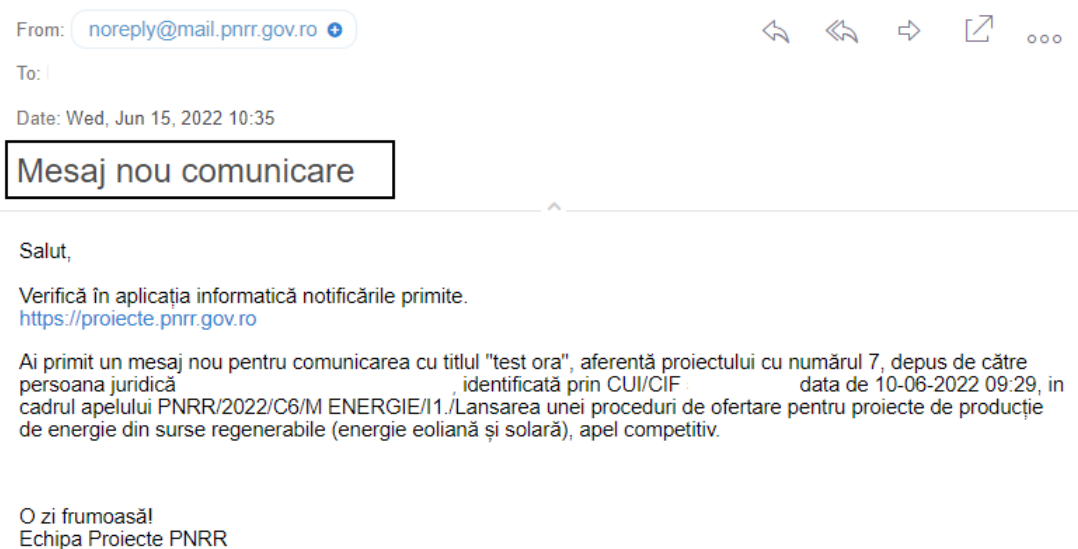 From: noreply@mail.pnrr.gov.ro
To:
Date: Wed, Jun 15, 2022 10:35
Mesaj nou comunicare
Salut,
Verifică în aplicația informatică notificările primite.
https://proiecte.pnrr.gov.ro
Ai primit un mesaj nou pentru comunicarea cu titlul "test ora", aferentă proiectului cu numărul 7, depus de către
persoana juridică , identificată prin CUI/CIF data de 10-06-2022 09:29, in
cadrul apelului PNRR/2022/C6/M ENERGIE/I1./Lansarea unei proceduri de ofertare pentru proiecte de producție
de energie din surse regenerabile (energie eoliană și solară), apel competitiv.
O zi frumoasă!
Echipa Proiecte PNRR